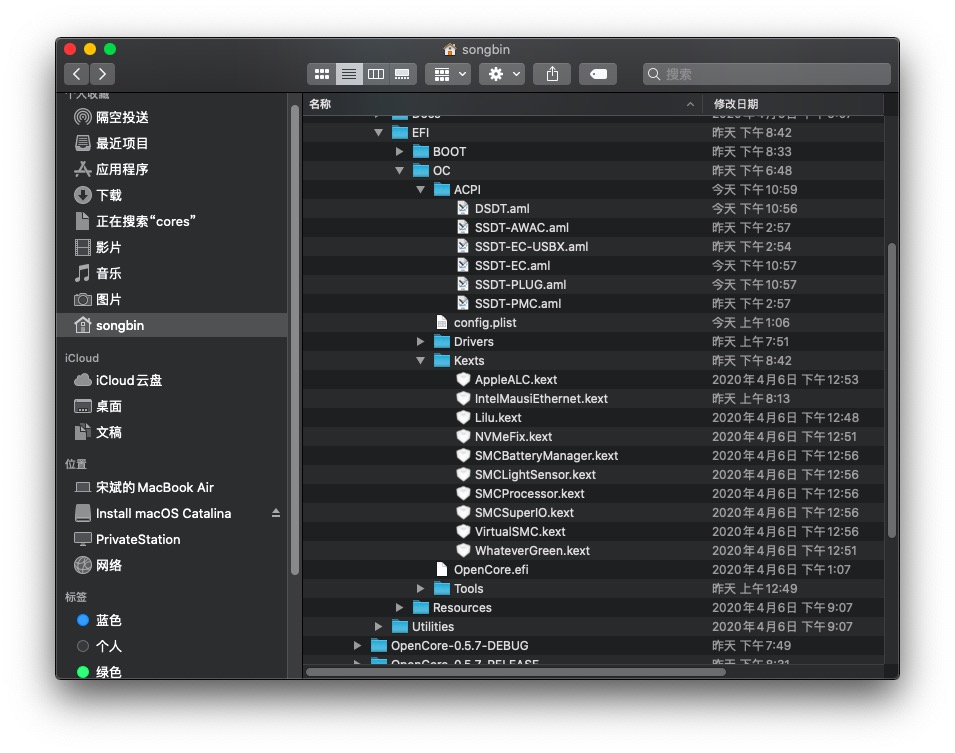 songbin
搜索
个人收藏
隔空投送
最近项目
应用程序
下载
正在搜索“cores”
影片
音乐
图片
songbin
iCloud
iCloud云盘
桌面
文稿
位置
宋斌的MacBook Air
Install macOS Catalina
PrivateStation
网络
标签
蓝色
个人
绿色
名称 修改日期
Docs
EFI 昨天 下午8:42
BOOT 昨天 下午8:33
OC 昨天 下午6:48
ACPI 今天 下午10:59
DSDT.aml 今天 下午10:56
SSDT-AWAC.aml 昨天 下午2:57
SSDT-EC-USBX.aml 昨天 下午2:54
SSDT-EC.aml 今天 下午10:57
SSDT-PLUG.aml 今天 下午10:57
SSDT-PMC.aml 昨天 下午2:57
config.plist 今天 上午1:06
Drivers 昨天 上午7:51
Kexts 昨天 下午8:42
AppleALC.kext 2020年4月6日 下午12:53
IntelMausiEthernet.kext 昨天 上午8:13
Lilu.kext 2020年4月6日 下午12:48
NVMeFix.kext 2020年4月6日 下午12:51
SMCBatteryManager.kext 2020年4月6日 下午12:56
SMCLightSensor.kext 2020年4月6日 下午12:56
SMCProcessor.kext 2020年4月6日 下午12:56
SMCSuperIO.kext 2020年4月6日 下午12:56
VirtualSMC.kext 2020年4月6日 下午12:56
WhateverGreen.kext 2020年4月6日 下午12:51
OpenCore.efi 2020年4月6日 下午1:07
Tools 昨天 上午12:49
Resources 2020年4月6日 下午9:07
Utilities 2020年4月6日 下午9:07
OpenCore-0.5.7-DEBUG 昨天 下午7:49
OpenCore-0.5.7-RELEASE 昨天 下午8:31